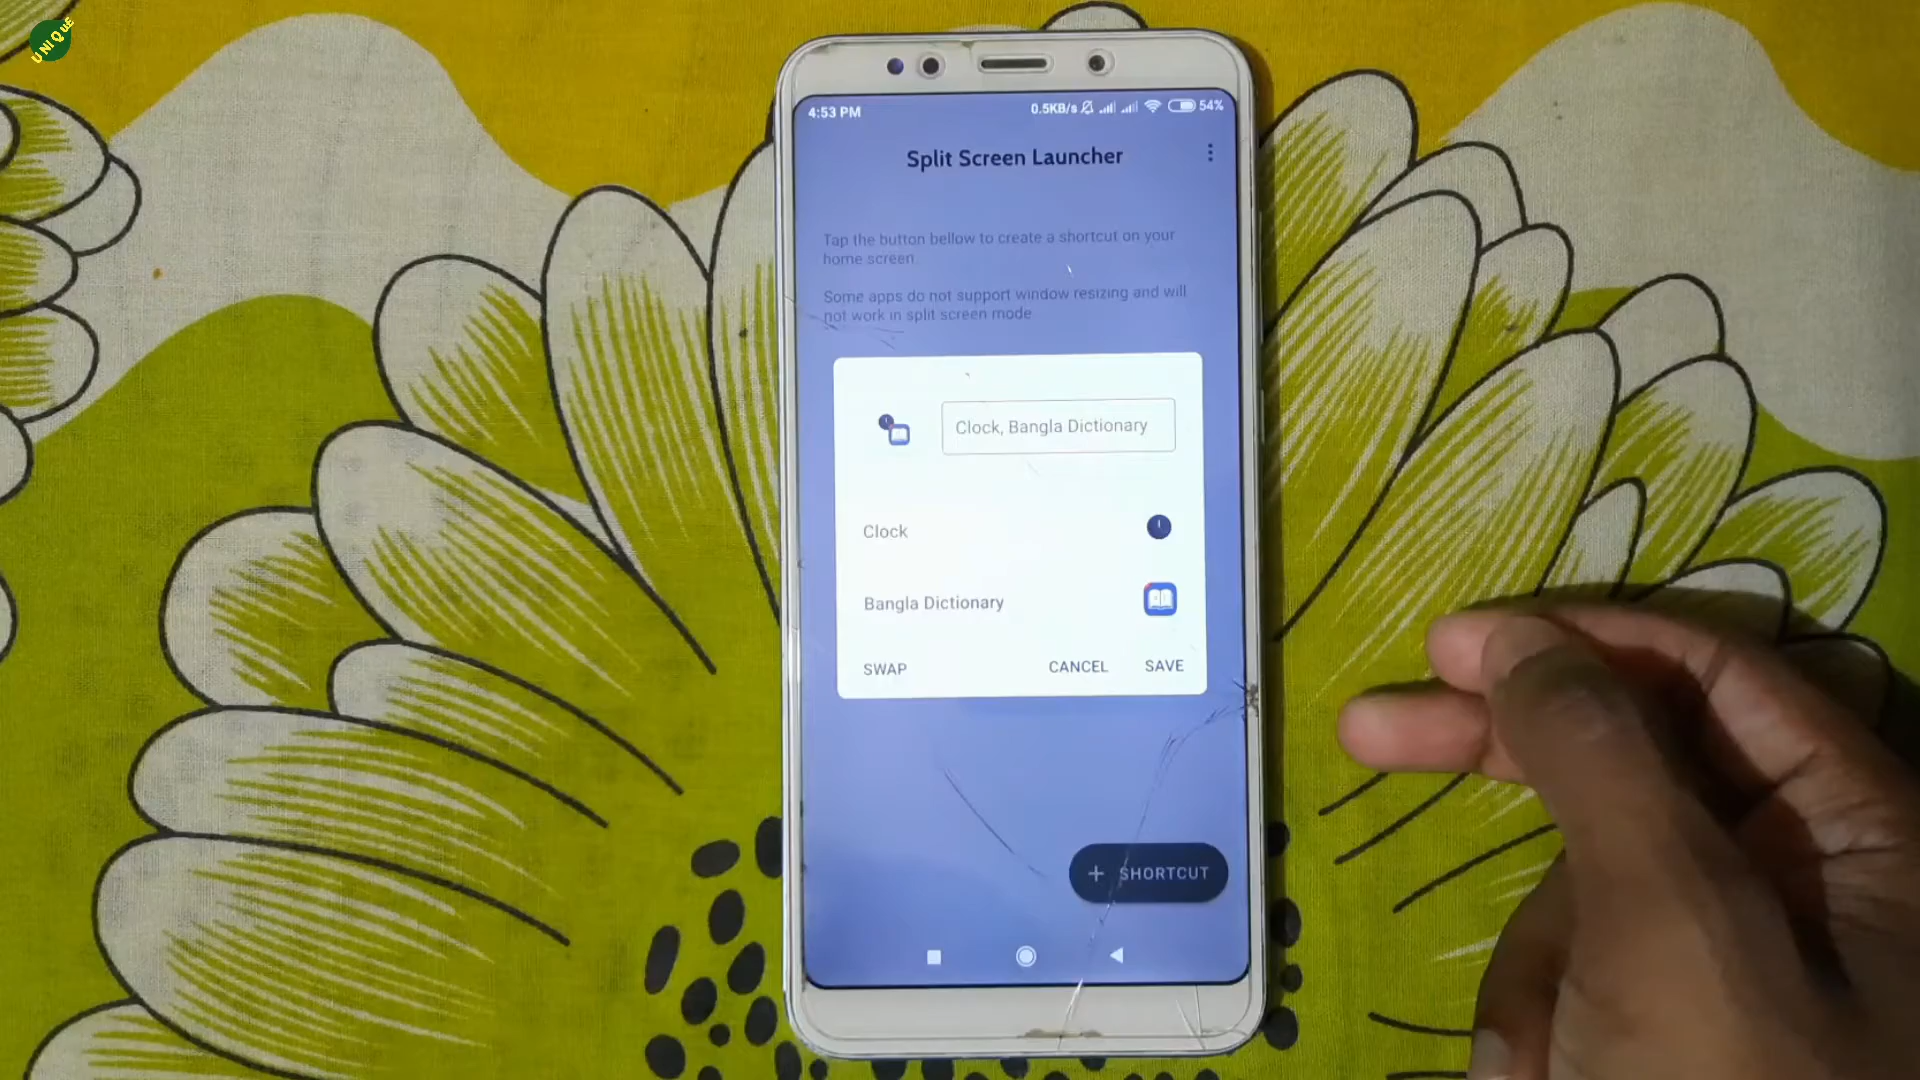 UNIQUE
4:53 PM
0.5KB/s
54%
Split Screen Launcher
Tap the button bellow to create a shortcut on your
home screen
Some apps do not support window resizing and will
not work in split screen mode
Clock, Bangla Dictionary
Clock
Bangla Dictionary
SWAP
CANCEL
SAVE
+ SHORTCUT